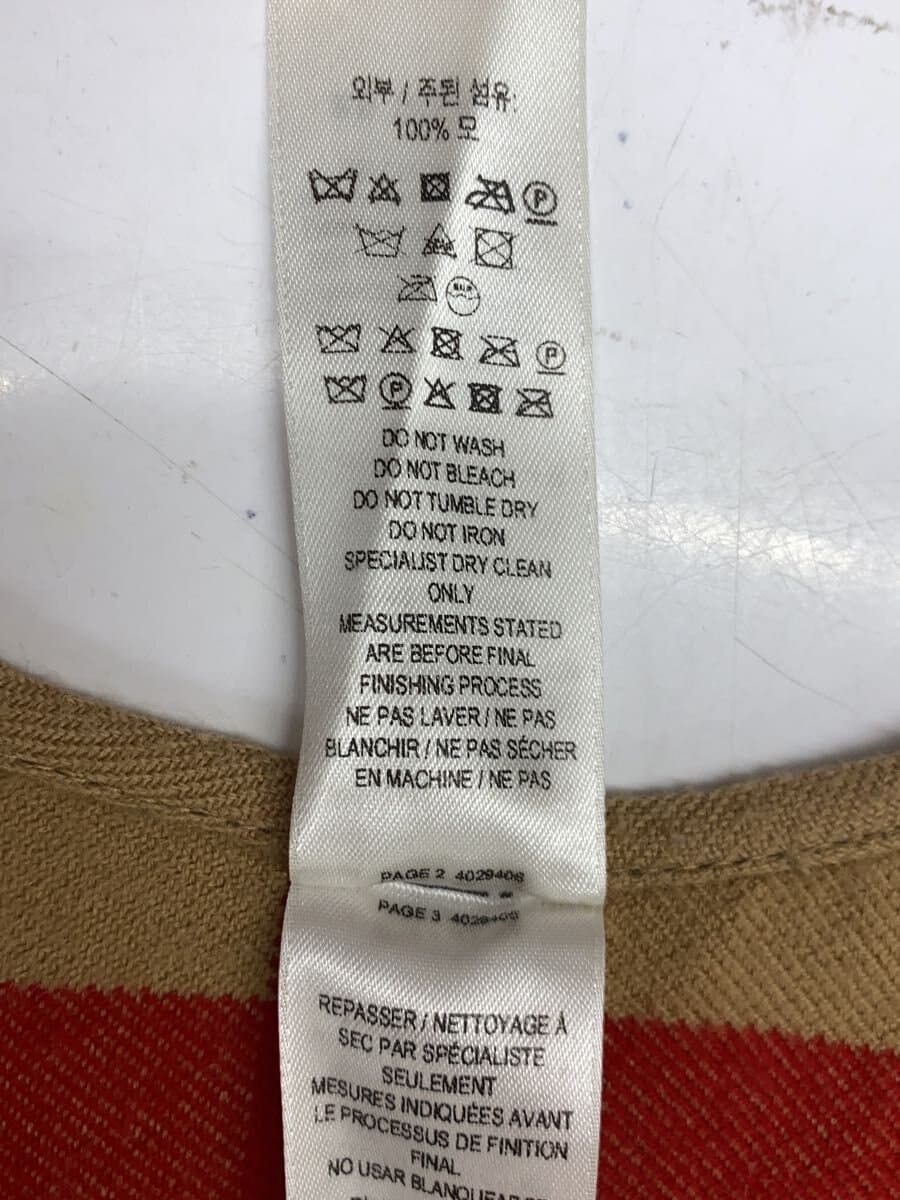 외부 / 주된 섬유:
100% 모
DO NOT WASH
DO NOT BLEACH
DO NOT TUMBLE DRY
DO NOT IRON
SPECIALIST DRY CLEAN
ONLY
MEASUREMENTS STATED
ARE BEFORE FINAL
FINISHING PROCESS
NE PAS LAVER / NE PAS
BLANCHIR / NE PAS SÉCHER
EN MACHINE / NE PAS
PAGE 2 4029406
PAGE 3 4029406
REPASSER / NETTOYAGE À
SEC PAR SPÉCIALISTE
SEULEMENT
MESURES INDIQUÉES AVANT
LE PROCESSUS DE FINITION
FINAL
NO USAR BLANQUEAR